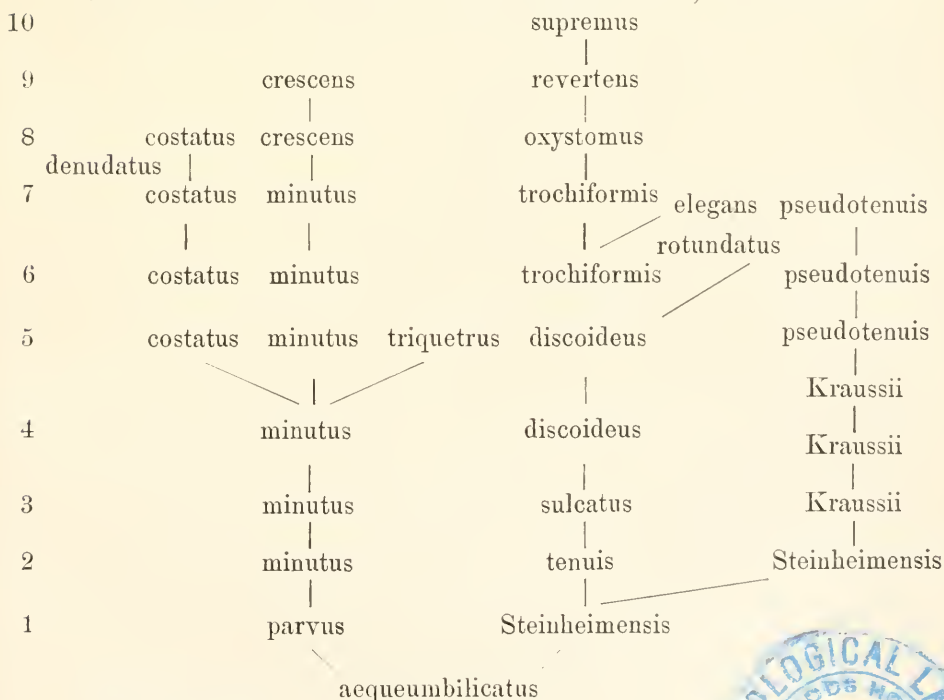 10 supremus
9 crescens revertens
8 costatus crescens oxystomus
denudatus
7 costatus minutus trochiformis elegans pseudotenuis
rotundatus
6 costatus minutus trochiformis pseudotenuis
5 costatus minutus triquetrus discoideus pseudotenuis
Kraussii
4 minutus discoideus
Kraussii
3 minutus sulcatus Kraussii
2 minutus tenuis Steinheimensis
1 parvus Steinheimensis
aequeumbilicatus